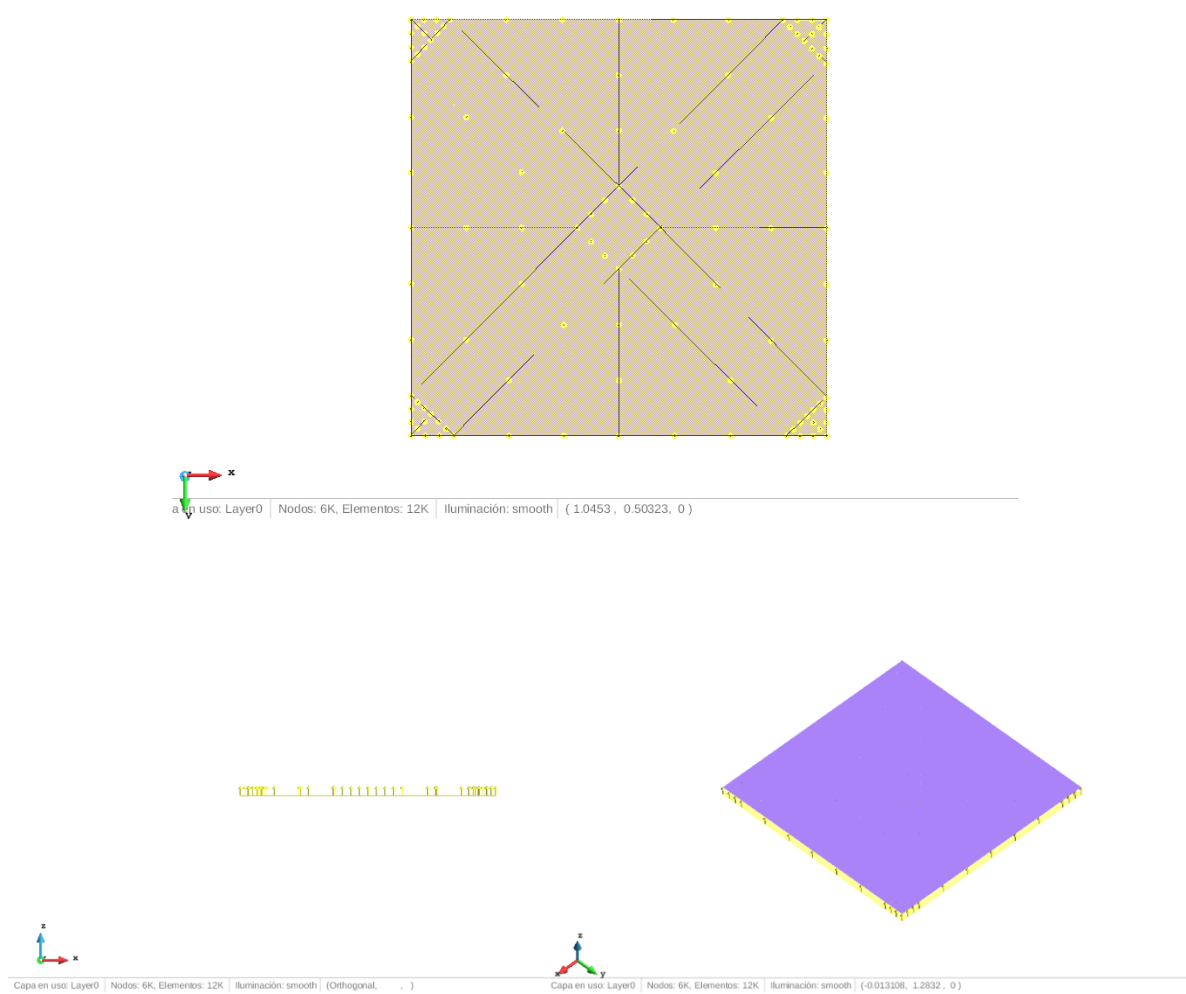 x
y
a en uso: Layer0 Nodos: 6K, Elementos: 12K Iluminación: smooth ( 1.0453 , 0.50323, 0 )
z
x
z
x
y
Capa en uso: Layer0 Nodos: 6K, Elementos: 12K Iluminación: smooth (Orthogonal, , )
Capa en uso: Layer0 Nodos: 6K, Elementos: 12K Iluminación: smooth (-0.013108, 1.2832 , 0 )